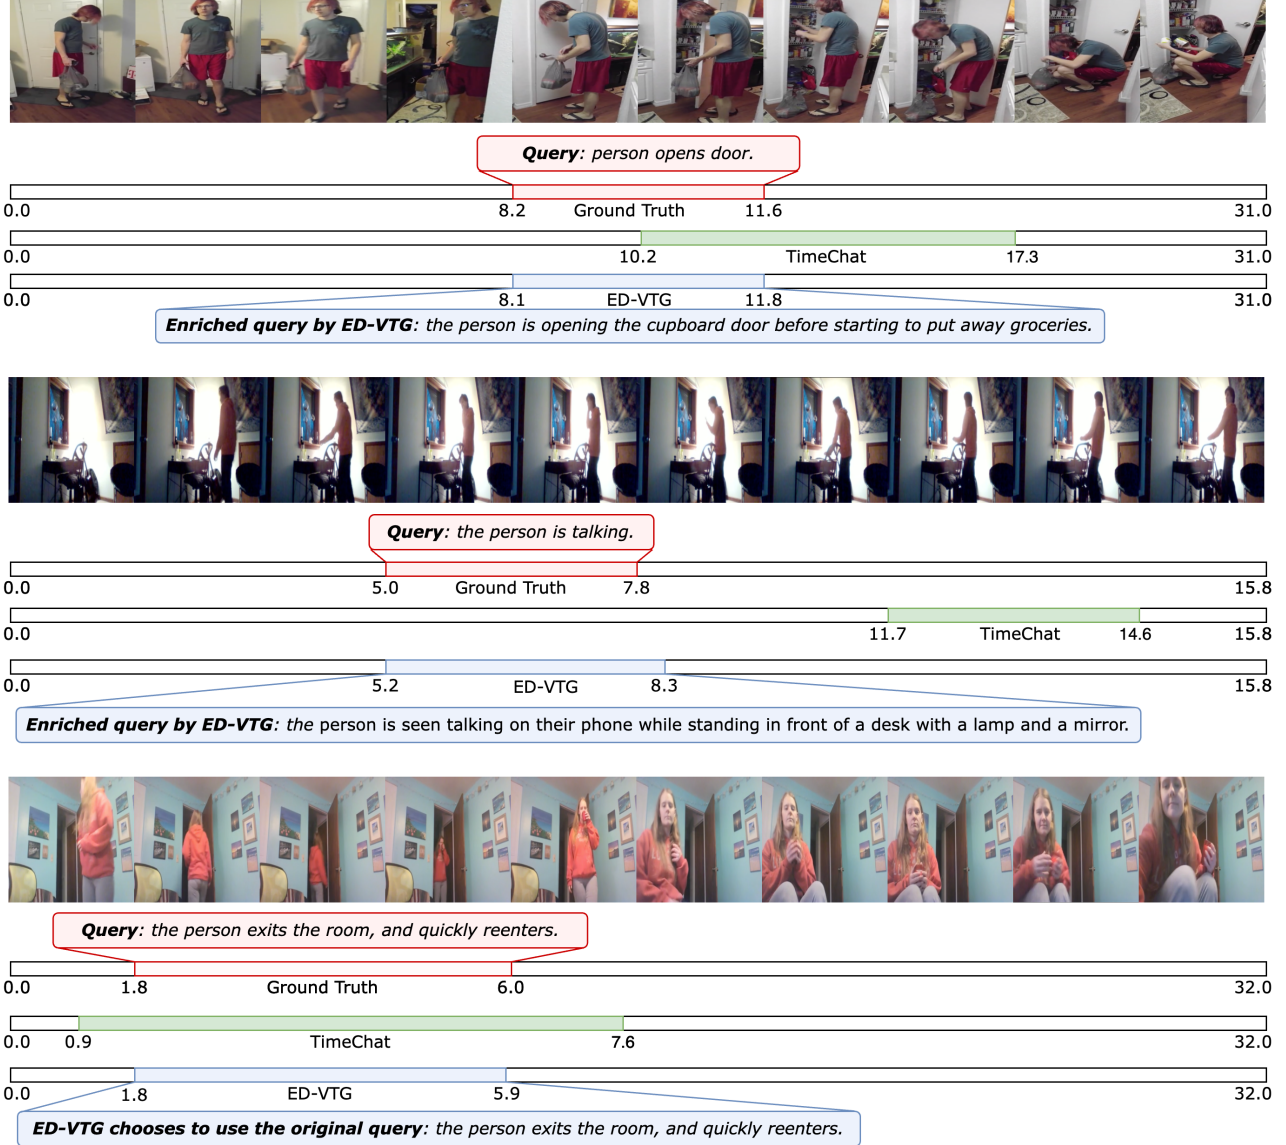 Query: person opens door.
0.0 8.2 Ground Truth 11.6 31.0
0.0 10.2 TimeChat 17.3 31.0
0.0 8.1 ED-VTG 11.8 31.0
Enriched query by ED-VTG: the person is opening the cupboard door before starting to put away groceries.
Query: the person is talking.
0.0 5.0 Ground Truth 7.8 15.8
0.0 11.7 TimeChat 14.6 15.8
0.0 5.2 ED-VTG 8.3 15.8
Enriched query by ED-VTG: the person is seen talking on their phone while standing in front of a desk with a lamp and a mirror.
Query: the person exits the room, and quickly reenters.
0.0 1.8 Ground Truth 6.0 32.0
0.0 0.9 TimeChat 7.6 32.0
0.0 1.8 ED-VTG 5.9 32.0
ED-VTG chooses to use the original query: the person exits the room, and quickly reenters.